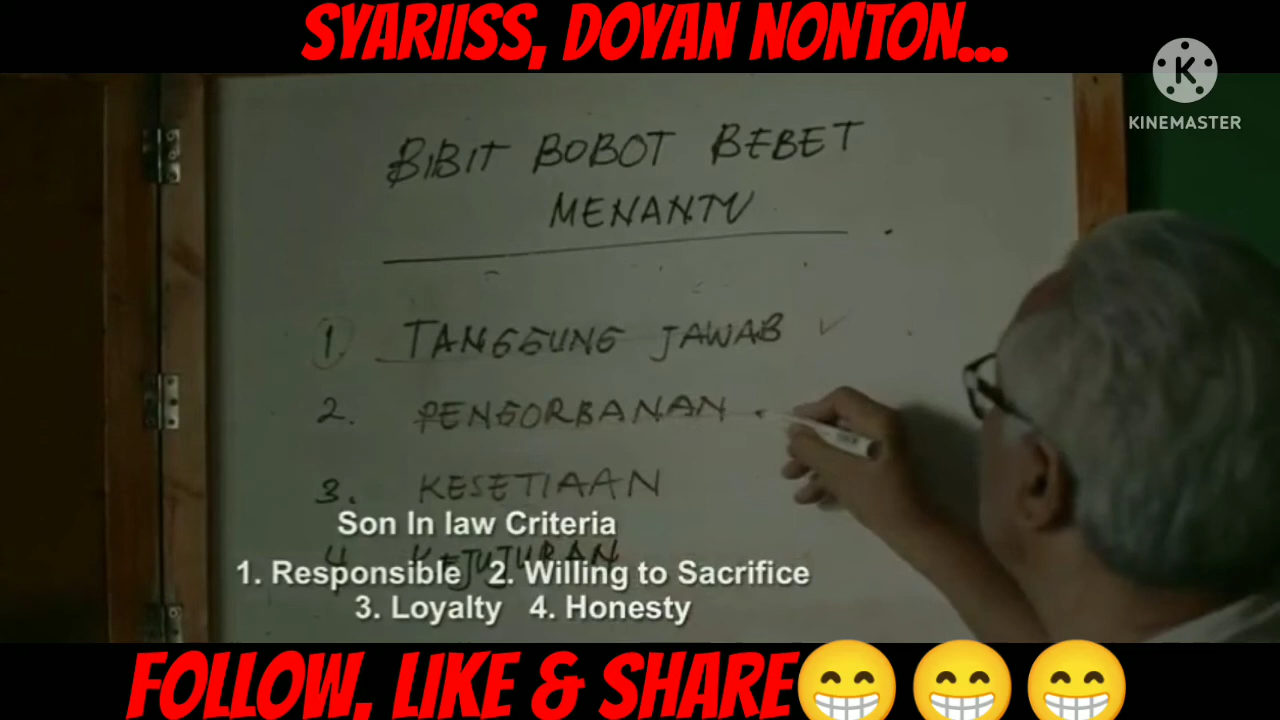 SYARIISS, DOYAN NONTON...
K
KINEMASTER
BIBIT BOBOT BEBET
MENANTU
1 TANGGUNG JAWAB ✓
2. PENGORBANAN .
3. KESETIAAN
Son In law Criteria
4 KEJUJURAN
1. Responsible 2. Willing to Sacrifice
3. Loyalty 4. Honesty
FOLLOW, LIKE & SHARE😁😁😁